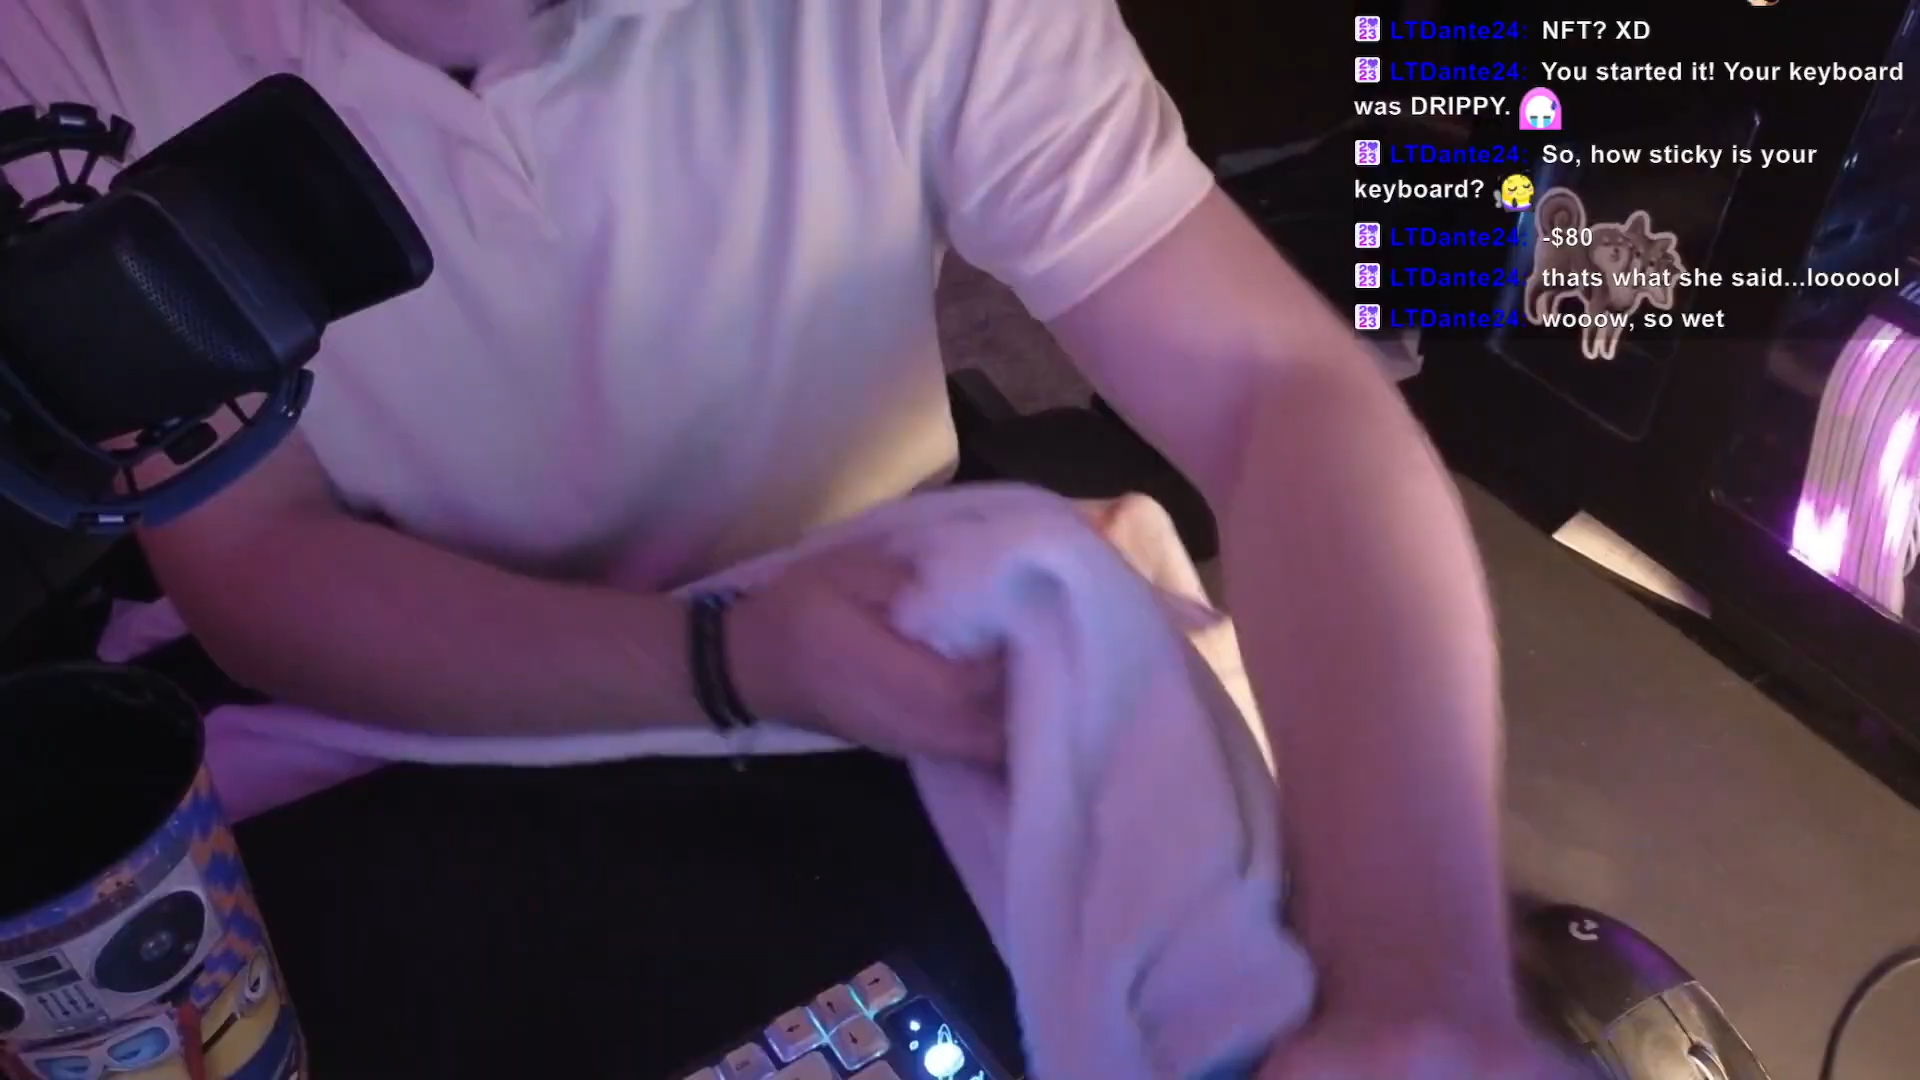 LTDante24: NFT? XD
LTDante24: You started it! Your keyboard
was DRIPPY.
LTDante24: So, how sticky is your
keyboard?
LTDante24: -$80
LTDante24: thats what she said...loooool
LTDante24: wooow, so wet